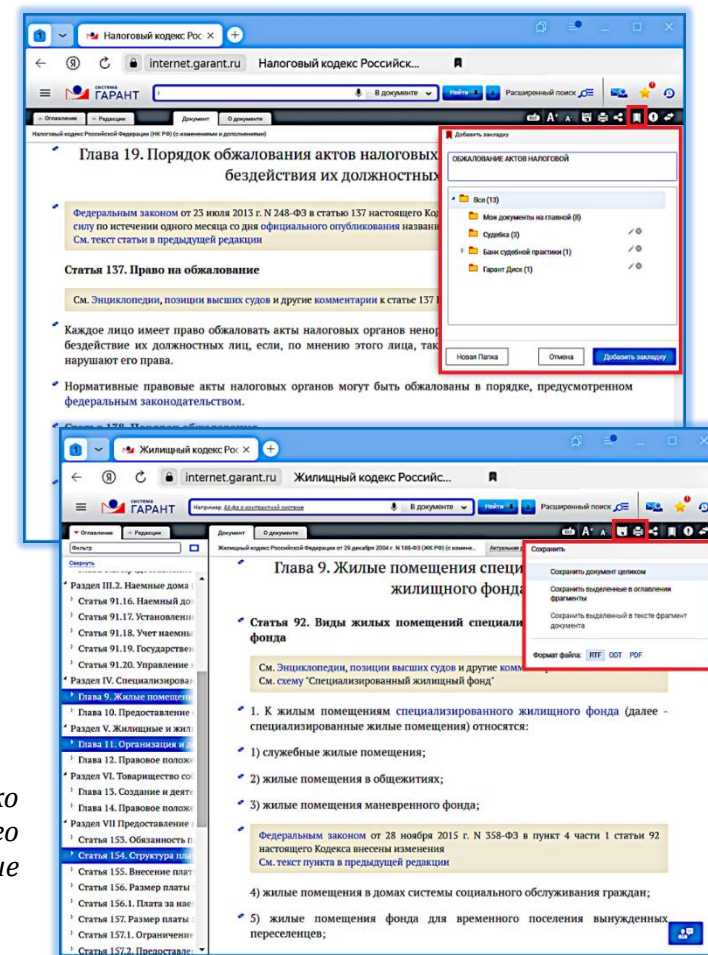 1
Налоговый кодекс Рос
internet.garant.ru Налоговый кодекс Российск...
система
ГАРАНТ
В документе
Найти
Расширенный поиск
Оглавление
Редакции
Документ
О документе
Налоговый кодекс Российской Федерации (НК РФ) (с изменениями и дополнениями)
Глава 19. Порядок обжалования актов налоговых
бездействия их должностных
Федеральным законом от 23 июля 2013 г. N 248-ФЗ в статью 137 настоящего Код
силу по истечении одного месяца со дня официального опубликования назван
См. текст статьи в предыдущей редакции
Статья 137. Право на обжалование
См. Энциклопедии, позиции высших судов и другие комментарии к статье 137
Каждое лицо имеет право обжаловать акты налоговых органов ненор
бездействие их должностных лиц, если, по мнению этого лица, так
нарушают его права.
Нормативные правовые акты налоговых органов могут быть обжалованы в порядке, предусмотренном
федеральным законодательством.
Добавить закладку
ОБЖАЛОВАНИЕ АКТОВ НАЛОГОВОЙ
Все (13)
Мои документы на главной (8)
Судебка (3)
Банк судебной практики (1)
Гарант Диск (1)
Новая Папка
Отмена
Добавить закладку
1
Жилищный кодекс Рос
internet.garant.ru Жилищный кодекс Российс...
система
ГАРАНТ
Например,
В документе
Найти
Расширенный поиск
Оглавление
Редакции
Документ
О документе
Фильтр
Свернуть
Жилищный кодекс Российской Федерации от 29 декабря 2004 г. N 188-ФЗ (ЖК РФ) (с измене...
Раздел III.2. Наемные дома
Статья 91.16. Наемный до
Статья 91.17. Установлени
Статья 91.18. Учет наемны
Статья 91.19. Государствен
Статья 91.20. Управление
Раздел IV. Специализирован
Глава 9. Жилые помещени
Глава 10. Предоставление
Раздел V. Жилищные и жил
Глава 11. Организация и д
Глава 12. Правовое положе
Раздел VI. Товарищество со
Глава 13. Создание и деяте
Глава 14. Правовое положе
Раздел VII Предоставление
Статья 153. Обязанность п
Статья 154. Структура пла
Статья 155. Внесение плат
Статья 156. Размер платы
Статья 156.1. Плата за нае
Статья 157. Размер платы
Статья 157.1. Ограничение
Статья 157.2. Предоставле
Глава 9. Жилые помещения специ
жилищного фонда
Статья 92. Виды жилых помещений специали
фонда
См. Энциклопедии, позиции высших судов и другие комм
См. схему "Специализированный жилищный фонд"
1. К жилым помещениям специализированного жилищного фонда (далее -
специализированные жилые помещения) относятся:
1) служебные жилые помещения;
2) жилые помещения в общежитиях;
3) жилые помещения маневренного фонда;
Федеральным законом от 28 ноября 2015 г. N 358-ФЗ в пункт 4 части 1 статьи 92
настоящего Кодекса внесены изменения
См. текст пункта в предыдущей редакции
4) жилые помещения в домах системы социального обслуживания граждан;
5) жилые помещения фонда для временного поселения вынужденных
переселенцев;
Сохранить
Сохранить документ целиком
Сохранить выделенные в оглавлении
фрагменты
Сохранить выделенный в тексте фрагмент
документа
Формат файла: RTF ODT PDF
ко
го
ие